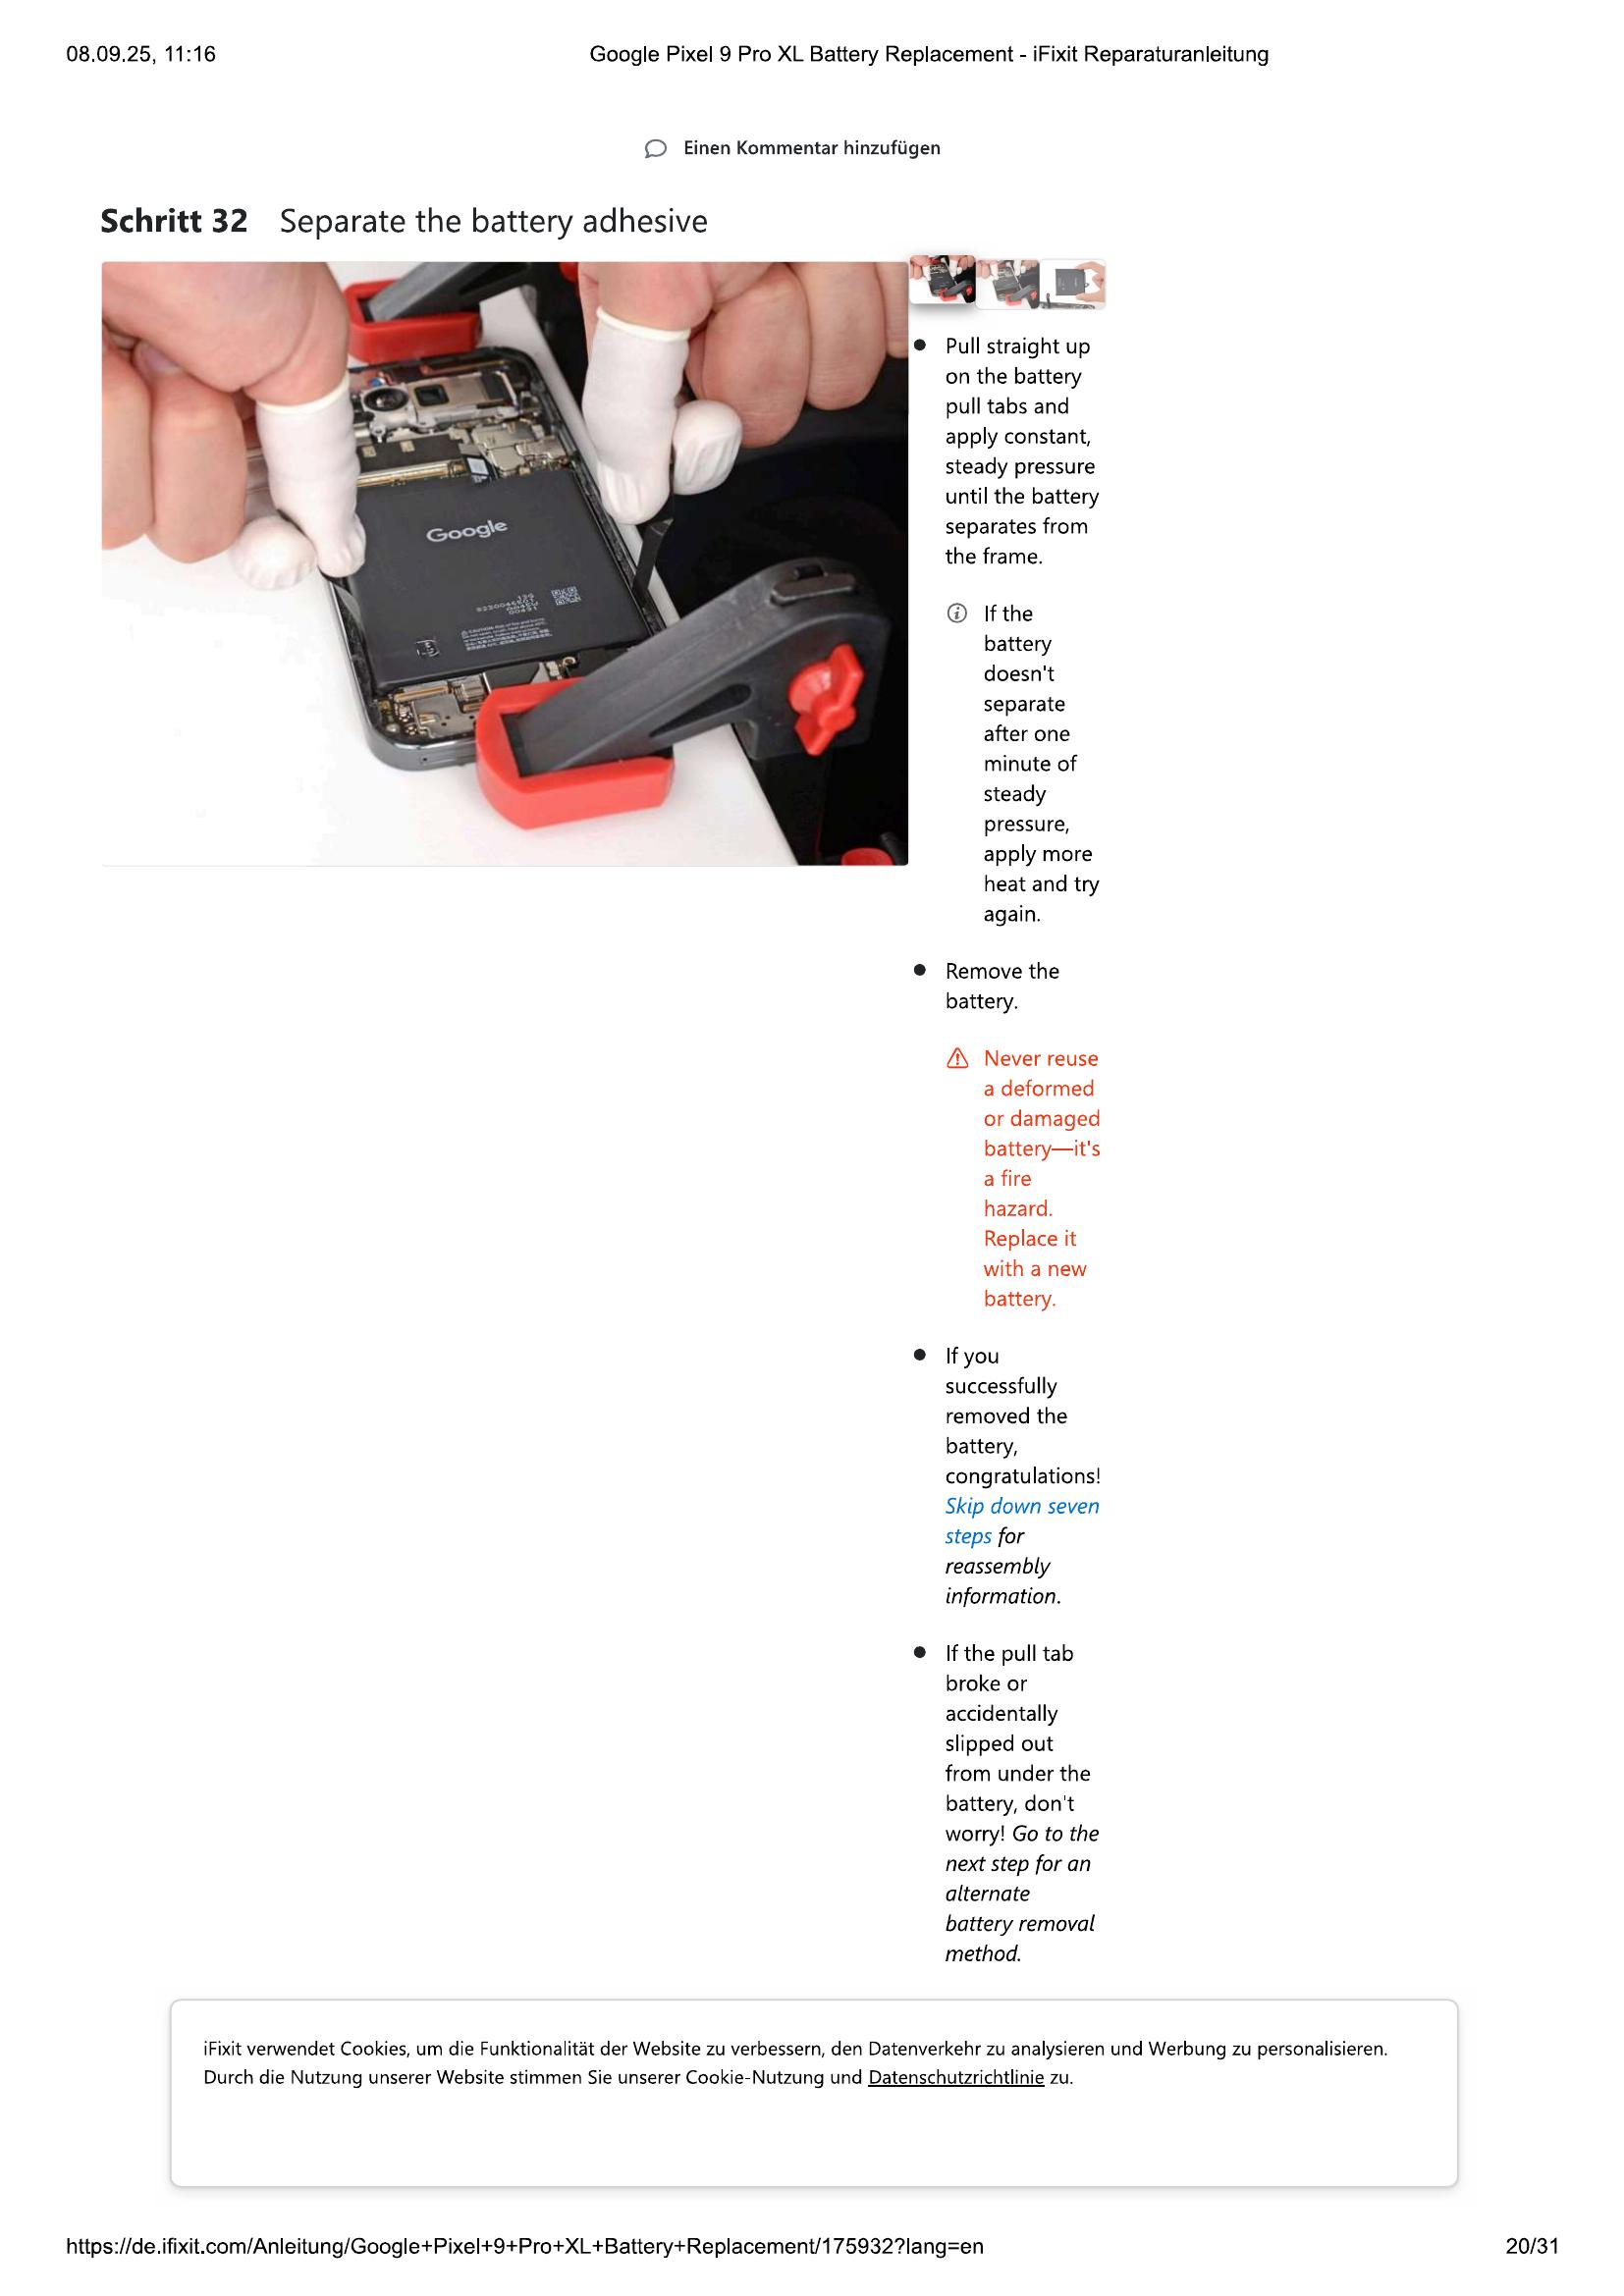 08.09.25, 11:16
Google Pixel 9 Pro XL Battery Replacement - iFixit Reparaturanleitung
Einen Kommentar hinzufügen
Schritt 32 Separate the battery adhesive
Google
Pull straight up
on the battery
pull tabs and
apply constant,
steady pressure
until the battery
separates from
the frame.
If the
battery
doesn't
separate
after one
minute of
steady
pressure,
apply more
heat and try
again.
Remove the
battery.
Never reuse
a deformed
or damaged
battery—it's
a fire
hazard.
Replace it
with a new
battery.
If you
successfully
removed the
battery,
congratulations!
Skip down seven
steps for
reassembly
information.
If the pull tab
broke or
accidentally
slipped out
from under the
battery, don't
worry! Go to the
next step for an
alternate
battery removal
method.
iFixit verwendet Cookies, um die Funktionalität der Website zu verbessern, den Datenverkehr zu analysieren und Werbung zu personalisieren.
Durch die Nutzung unserer Website stimmen Sie unserer Cookie-Nutzung und Datenschutzrichtlinie zu.
https://de.ifixit.com/Anleitung/Google+Pixel+9+Pro+XL+Battery+Replacement/175932?lang=en
20/31